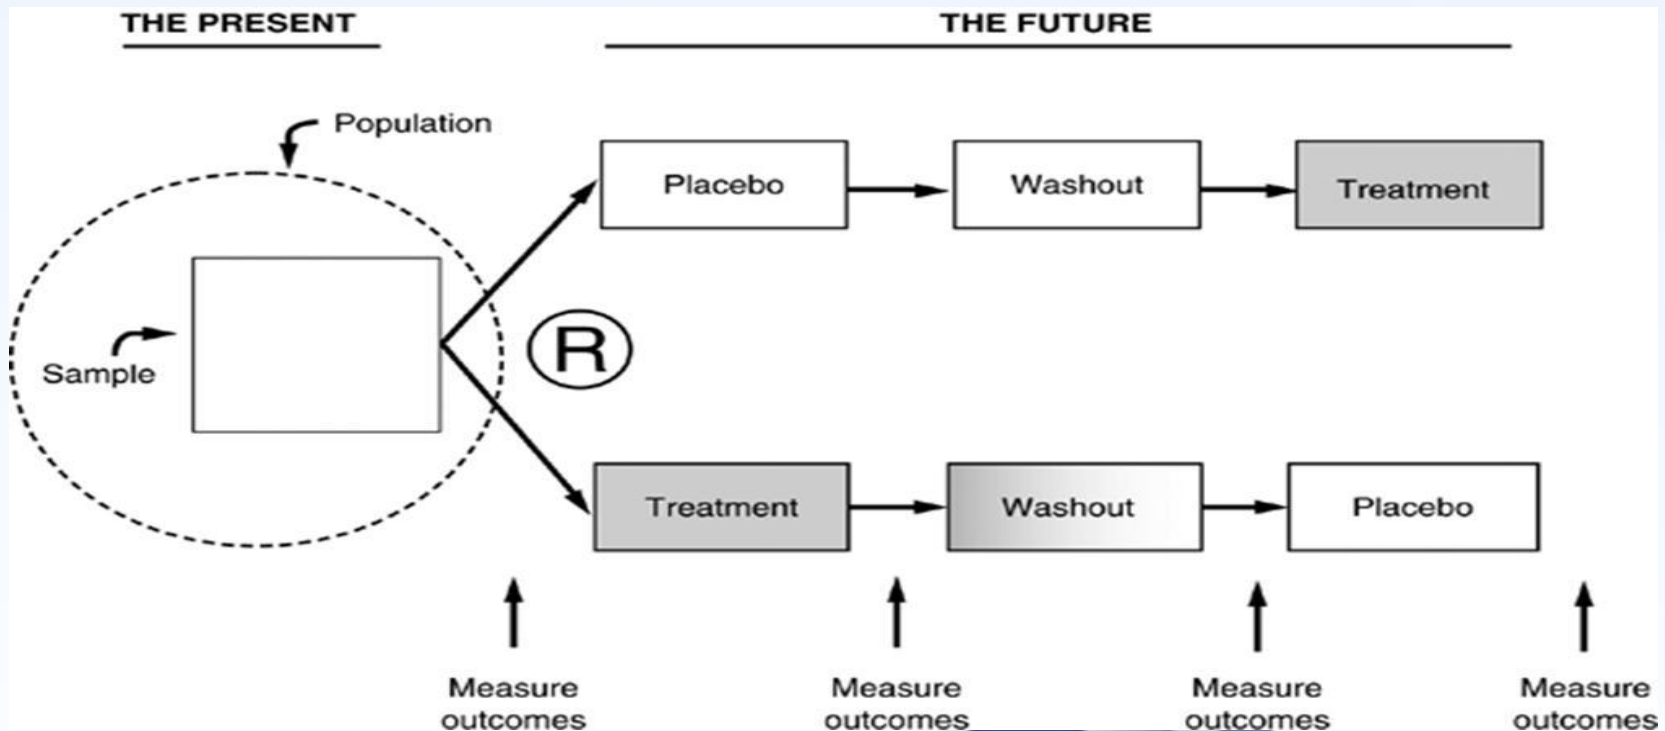 THE PRESENT
THE FUTURE
Population
Sample
R
Placebo
Washout
Treatment
Treatment
Washout
Placebo
Measure
outcomes
Measure
outcomes
Measure
outcomes
Measure
outcomes